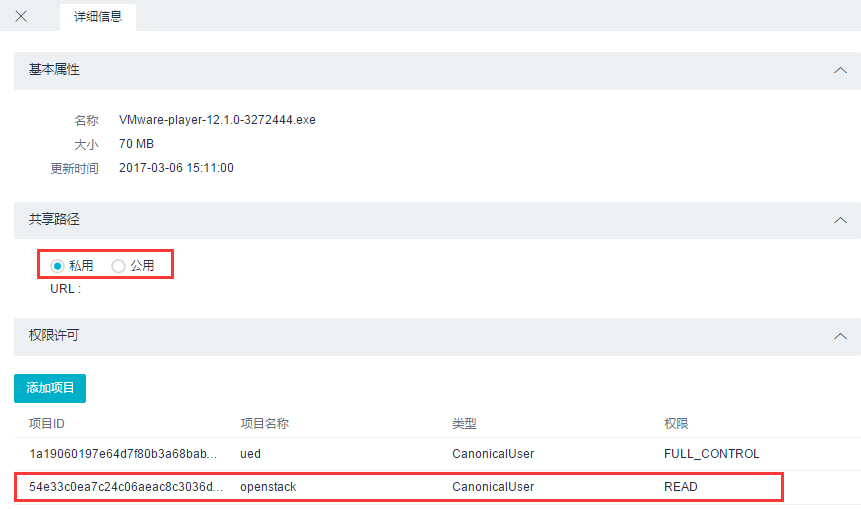 详细信息
基本属性
名称 VMware-player-12.1.0-3272444.exe
大小 70 MB
更新时间 2017-03-06 15:11:00
共享路径
私用 公用
URL :
权限许可
添加项目
项目ID 项目名称 类型 权限
1a19060197e64d7f80b3a68bab... ued CanonicalUser FULL_CONTROL
54e33c0ea7c24c06aeac8c3036d... openstack CanonicalUser READ